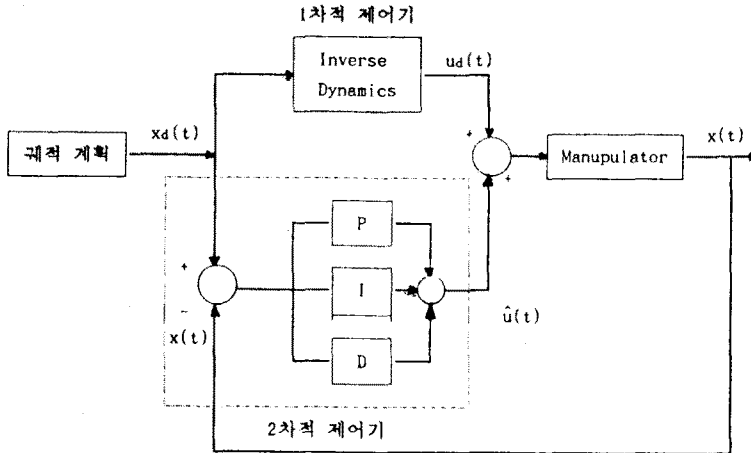 1차적 제어기
Inverse
Dynamics
ud(t)
xd(t)
궤적 계획
+
+
Manupulator
x(t)
P
+
I
-
x(t)
û(t)
D
2차적 제어기